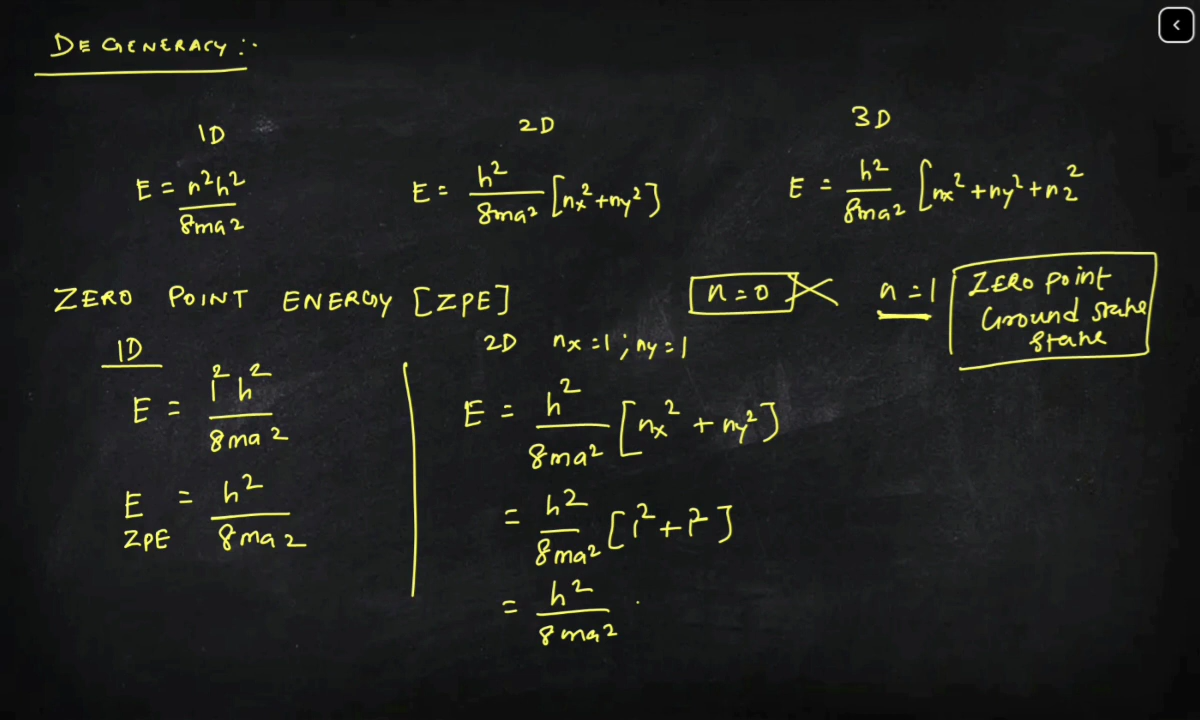 DEGENERACY :-
1D 2D 3D
E = n²h²/8ma² E = h²/8ma² [nx²+ny²] E = h²/8ma² [nx²+ny²+nz²
ZERO POINT ENERGY [ZPE] n=0 × n=1 ZERO point
Ground state
state
1D 2D nx=1 ; ny=1
E = 1²h²/8ma² E = h²/8ma² [nx² + ny²]
E ZPE = h²/8ma² = h²/8ma² [1²+1²]
= h²/8ma² .